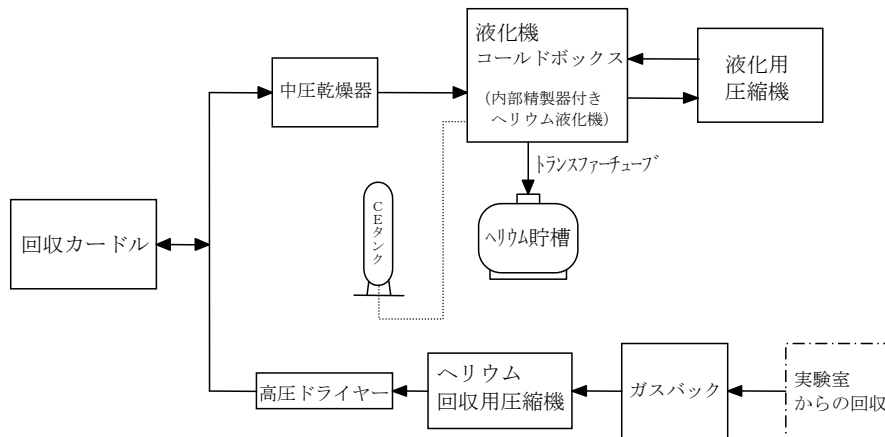 液化機
コールドボックス
(内部精製器付き
ヘリウム液化機)
液化用
圧縮機
中圧乾燥器
トランスファーチューブ
CEタンク
ヘリウム貯槽
回収カードル
高圧ドライヤー
ヘリウム
回収用圧縮機
ガスバック
実験室
からの回収